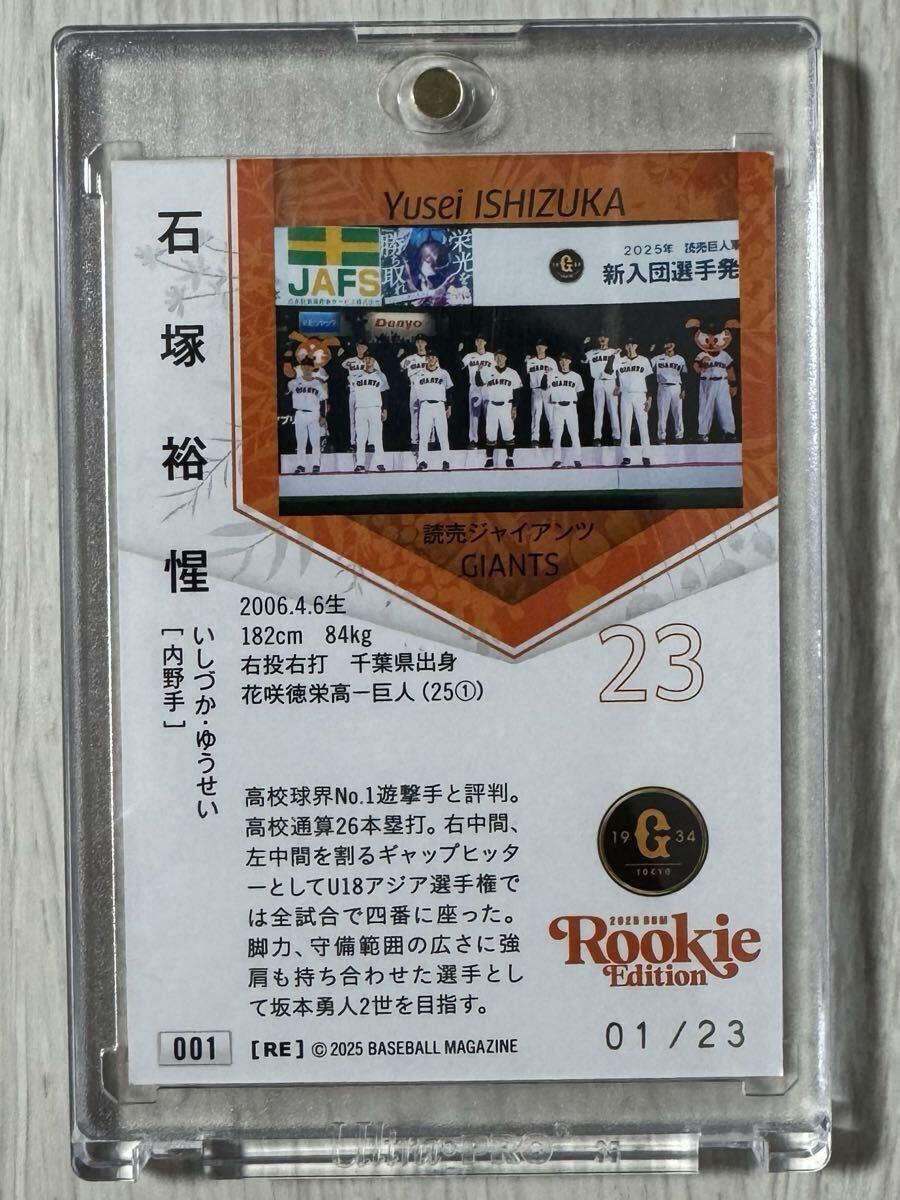 石塚裕惺
いしづか・ゆうせい
[内野手]
Yusei ISHIZUKA
JAFS
栄光を
勝ち取れ
G
2025年 読売巨人軍
新入団選手発
Denyo
GIANTS
GIANTS
GIANTS
GIANTS
GIANTS
読売ジャイアンツ
GIANTS
2006.4.6生
182cm 84kg
右投右打 千葉県出身
花咲徳栄高ー巨人(25①)
23
高校球界No.1遊撃手と評判。
高校通算26本塁打。右中間、
左中間を割るギャップヒッタ
ーとしてU18アジア選手権で
は全試合で四番に座った。
脚力、守備範囲の広さに強
肩も持ち合わせた選手とし
て坂本勇人2世を目指す。
19 G 34
TOKYO
2025 BBM
Rookie
Edition
01/23
001 [RE] © 2025 BASEBALL MAGAZINE
UltraPRO